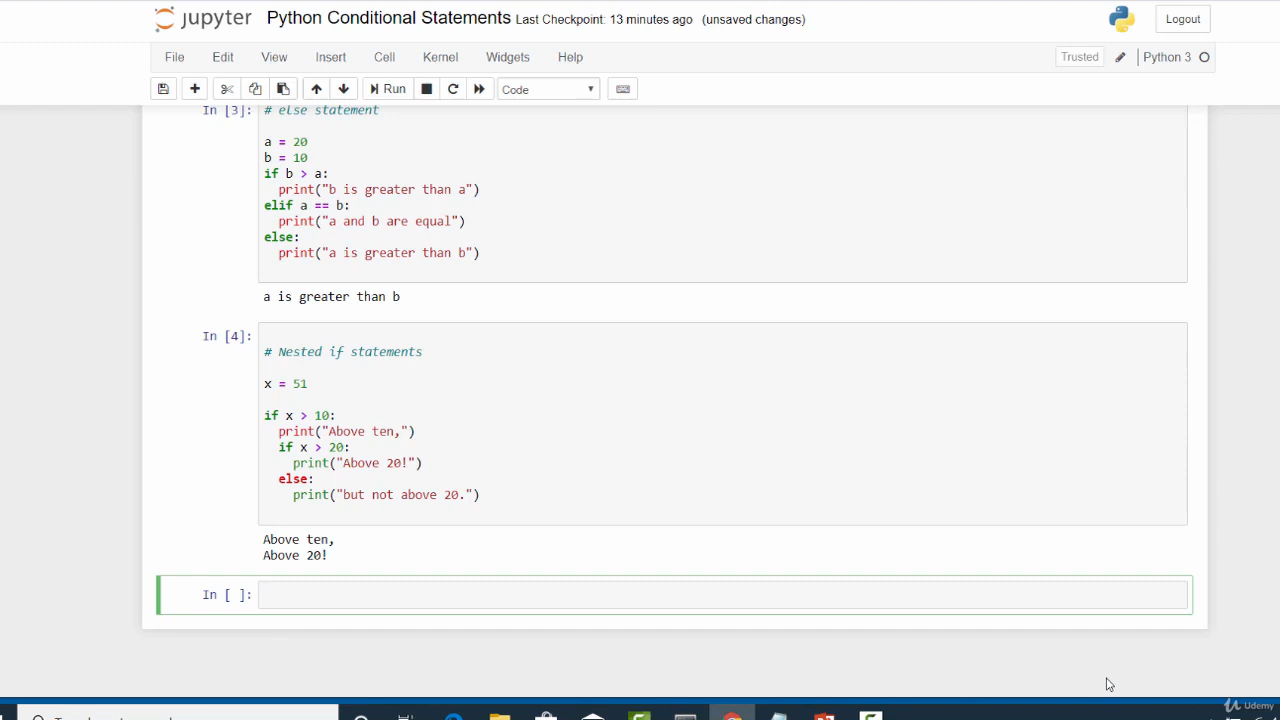 jupyter Python Conditional Statements Last Checkpoint: 13 minutes ago (unsaved changes) Logout
File Edit View Insert Cell Kernel Widgets Help Trusted Python 3
Run Code
In [3]: # else statement
a = 20
b = 10
if b > a:
print("b is greater than a")
elif a == b:
print("a and b are equal")
else:
print("a is greater than b")
a is greater than b
In [4]:
# Nested if statements
x = 51
if x > 10:
print("Above ten,")
if x > 20:
print("Above 20!")
else:
print("but not above 20.")
Above ten,
Above 20!
In [ ]:
Udemy